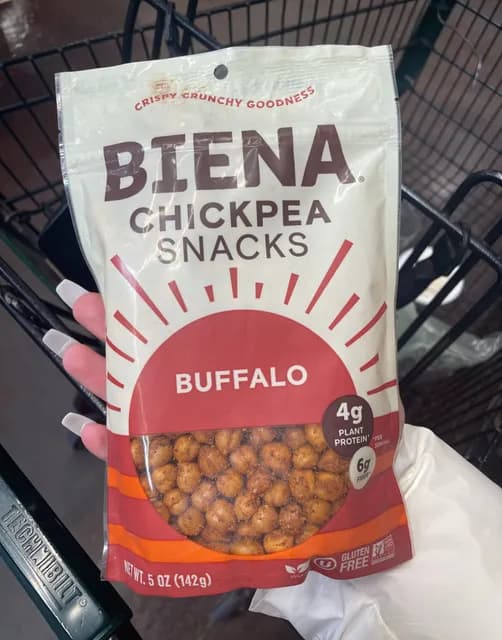 CRISPY CRUNCHY GOODNESS
BIENA.
CHICKPEA
SNACKS
BUFFALO
4g
PLANT
PROTEIN*
6g
FIBER
NET WT. 5 OZ (142g)
GLUTEN
FREE
TECHNIBILT